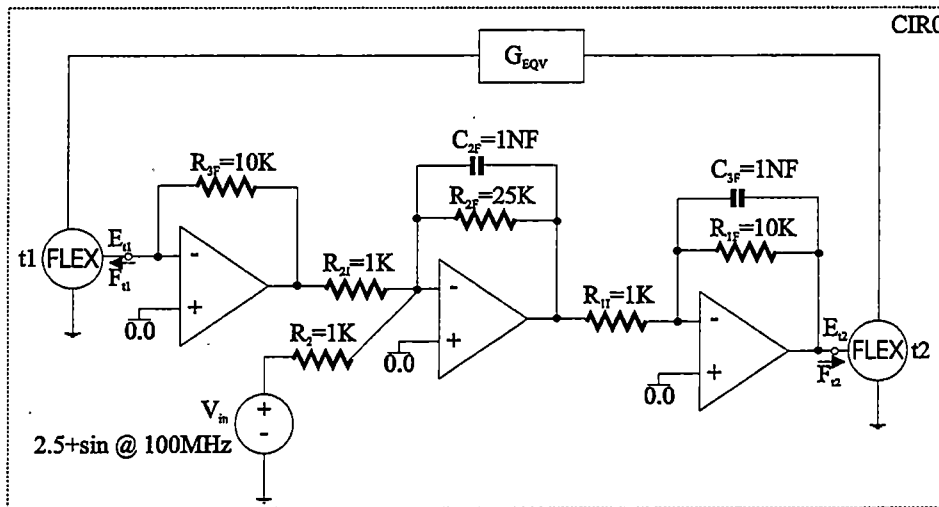 CIR0
G_EQV
C_2F=1NF
R_3F=10K
C_3F=1NF
R_2F=25K
R_1F=10K
t1 FLEX E_t1
F_t1
-
+
0.0
R_2I=1K
-
+
0.0
R_1I=1K
-
+
0.0
E_t2
FLEX t2
F_t2
R_2=1K
V_in
+
-
2.5+sin @ 100MHz